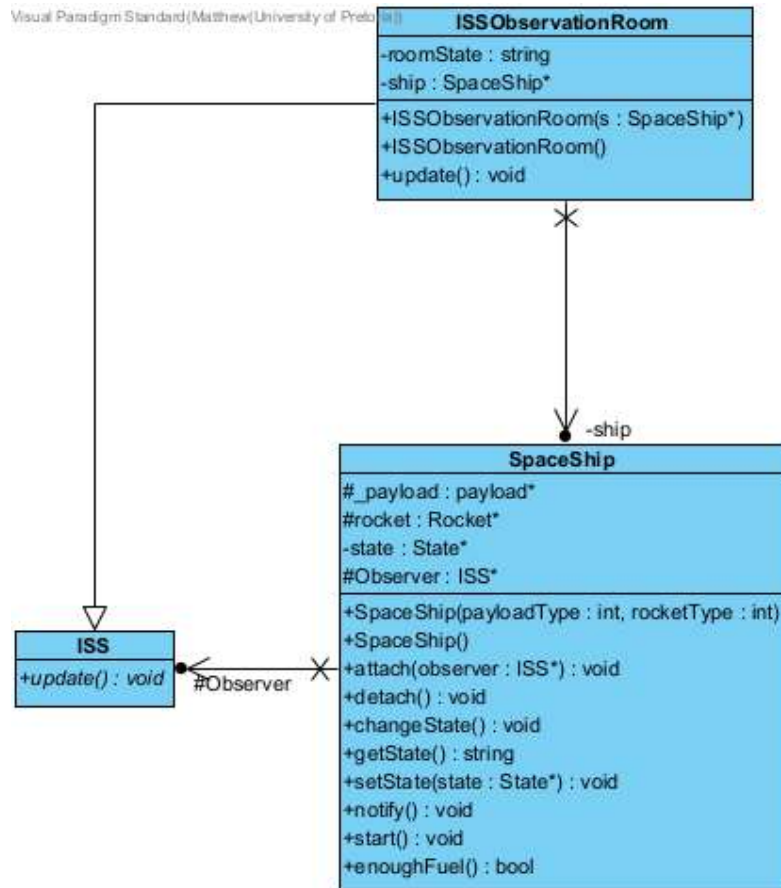 Visual Paradigm Standard(Matthew(University of Pretoria))
ISSObservationRoom
-roomState : string
-ship : SpaceShip*
+ISSObservationRoom(s : SpaceShip*)
+ISSObservationRoom()
+update() : void
-ship
SpaceShip
#_payload : payload*
#rocket : Rocket*
-state : State*
#Observer : ISS*
+SpaceShip(payloadType : int, rocketType : int)
+SpaceShip()
+attach(observer : ISS*) : void
+detach() : void
+changeState() : void
+getState() : string
+setState(state : State*) : void
+notify() : void
+start() : void
+enoughFuel() : bool
ISS
+update() : void
#Observer